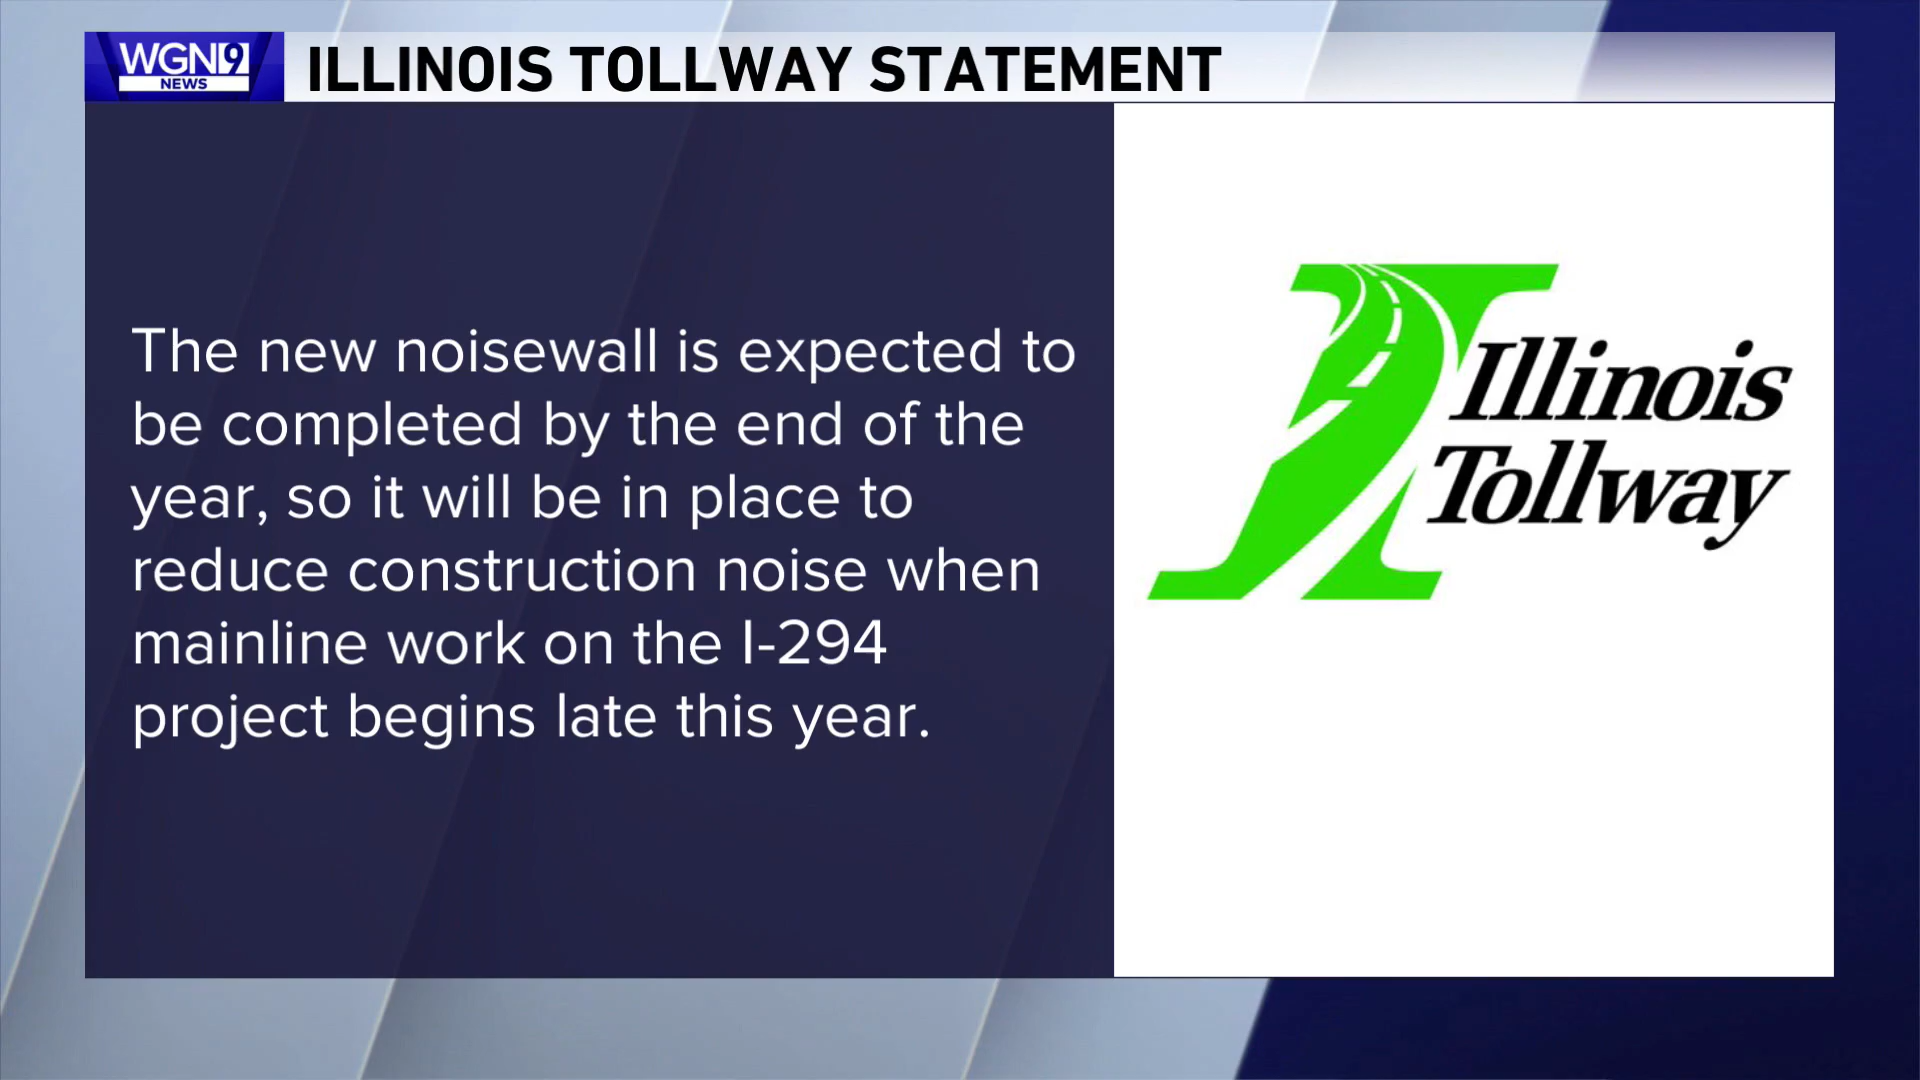 WGN 9
NEWS
ILLINOIS TOLLWAY STATEMENT
The new noisewall is expected to
be completed by the end of the
year, so it will be in place to
reduce construction noise when
mainline work on the I-294
project begins late this year.
Illinois
Tollway